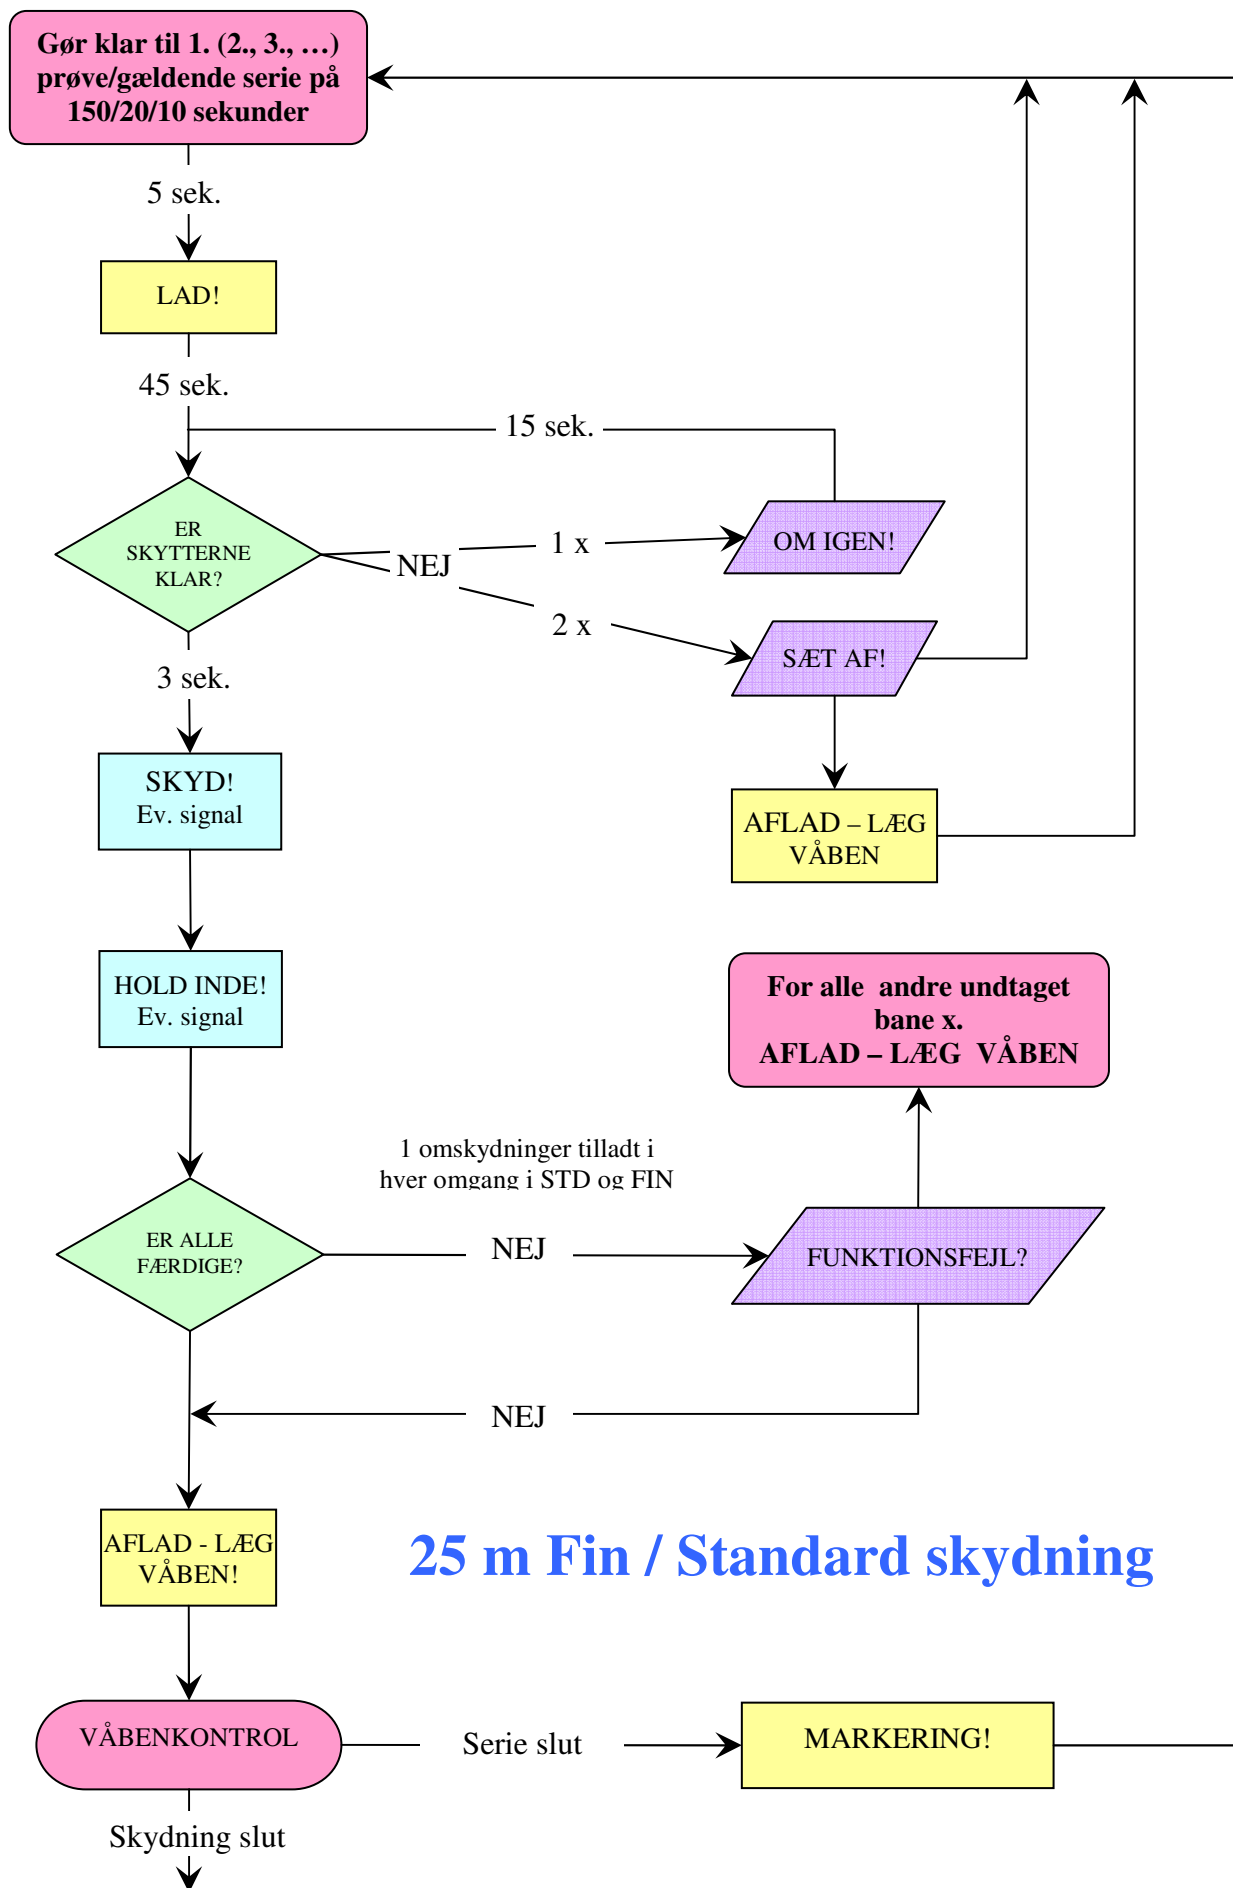 Gør klar til 1. (2., 3., …)
prøve/gældende serie på
150/20/10 sekunder
5 sek.
LAD!
45 sek.
15 sek.
ER
SKYTTERNE
KLAR?
NEJ
1 x
OM IGEN!
2 x
SÆT AF!
3 sek.
SKYD!
Ev. signal
AFLAD – LÆG
VÅBEN
HOLD INDE!
Ev. signal
For alle andre undtaget
bane x.
AFLAD – LÆG VÅBEN
1 omskydninger tilladt i
hver omgang i STD og FIN
ER ALLE
FÆRDIGE?
NEJ
FUNKTIONSFEJL?
NEJ
AFLAD - LÆG
VÅBEN!
25 m Fin / Standard skydning
VÅBENKONTROL
Serie slut
MARKERING!
Skydning slut